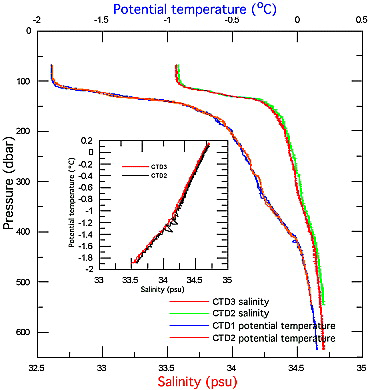 Potential temperature (°C)
-2 -1.5 -1 -0.5 0 0.5
0
100
200
300
400
500
600
Pressure (dbar)
0.2
0
-0.2
-0.4
-0.6
-0.8
-1
-1.2
-1.4
-1.6
-1.8
-2
Potential temperature (°C)
CTD3
CTD2
33 33.5 34 34.5 35
Salinity (psu)
CTD3 salinity
CTD2 salinity
CTD1 potential temperature
CTD2 potential temperature
32.5 33 33.5 34 34.5 35
Salinity (psu)